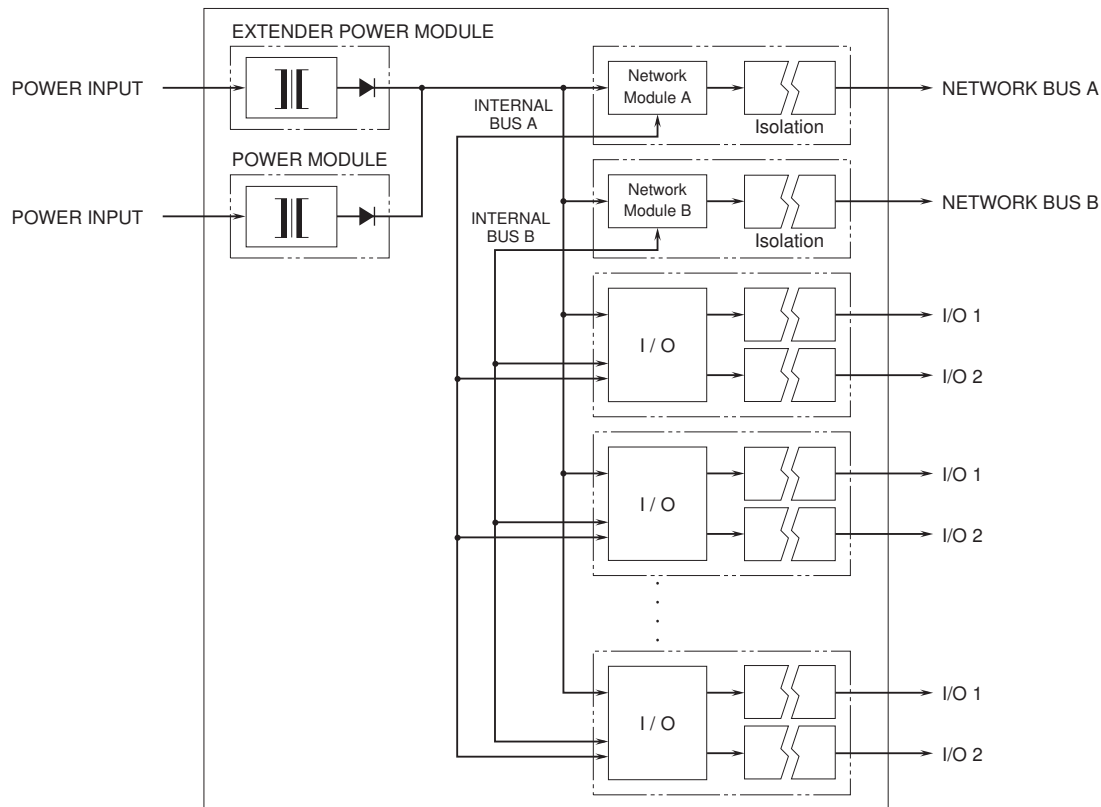 EXTENDER POWER MODULE
POWER INPUT
Network
Module A
Isolation
NETWORK BUS A
INTERNAL
BUS A
POWER MODULE
POWER INPUT
Network
Module B
Isolation
NETWORK BUS B
INTERNAL
BUS B
I / O
I/O 1
I/O 2
I / O
I/O 1
I/O 2
I / O
I/O 1
I/O 2